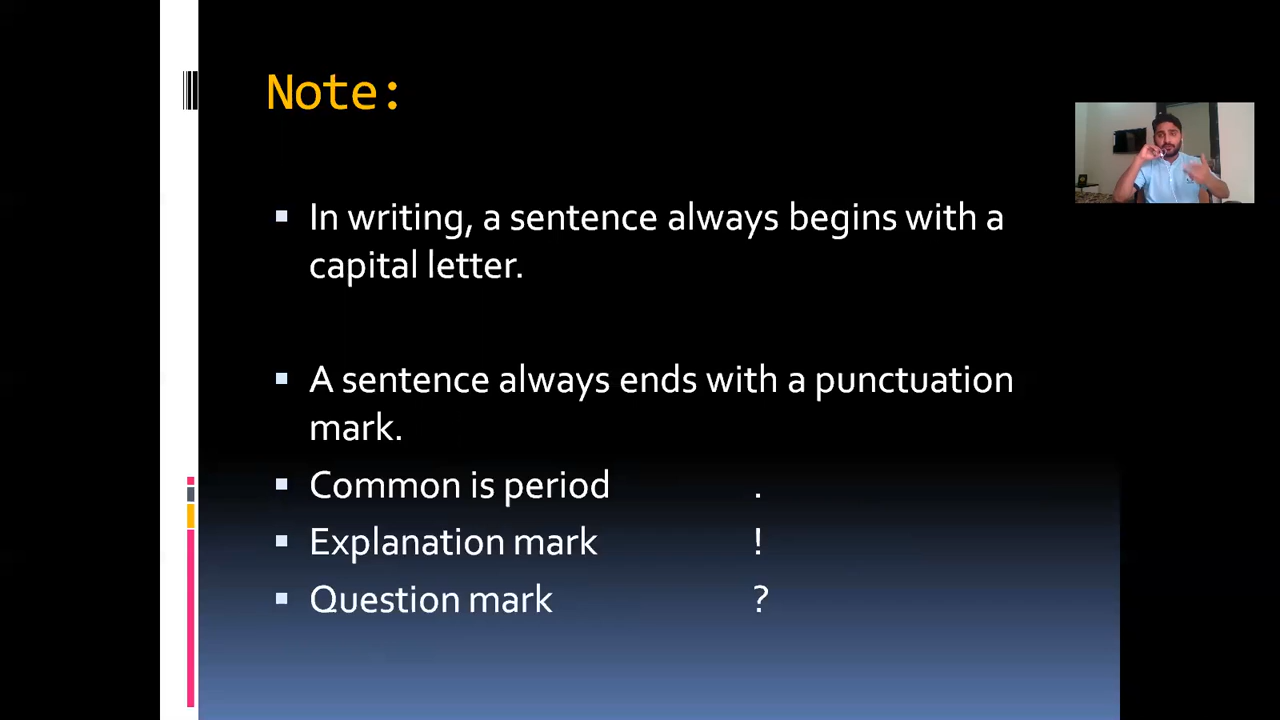 Note:
In writing, a sentence always begins with a
capital letter.
A sentence always ends with a punctuation
mark.
Common is period .
Explanation mark !
Question mark ?